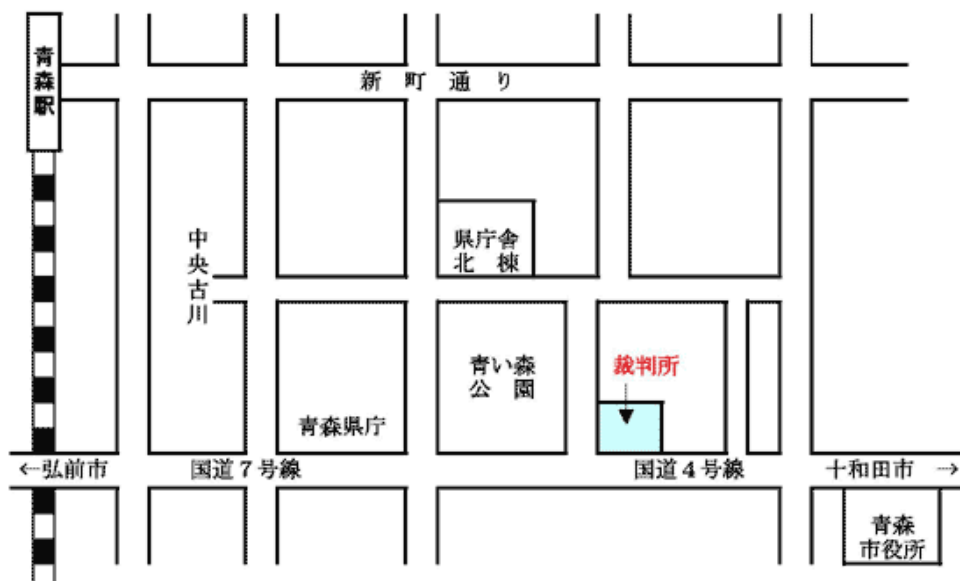 青森駅
新町通り
県庁舎
北棟
中央古川
青い森
公園
裁判所
青森県庁
←弘前市
国道７号線
国道４号線
十和田市→
青森
市役所